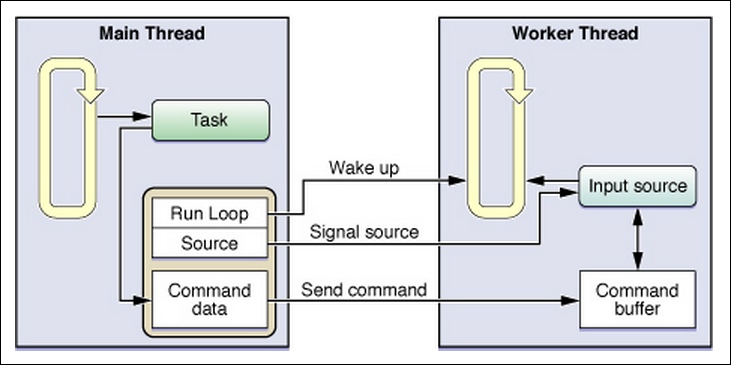 Main Thread
Worker Thread
Task
Wake up
Input source
Run Loop
Signal source
Source
Send command
Command
data
Command
buffer